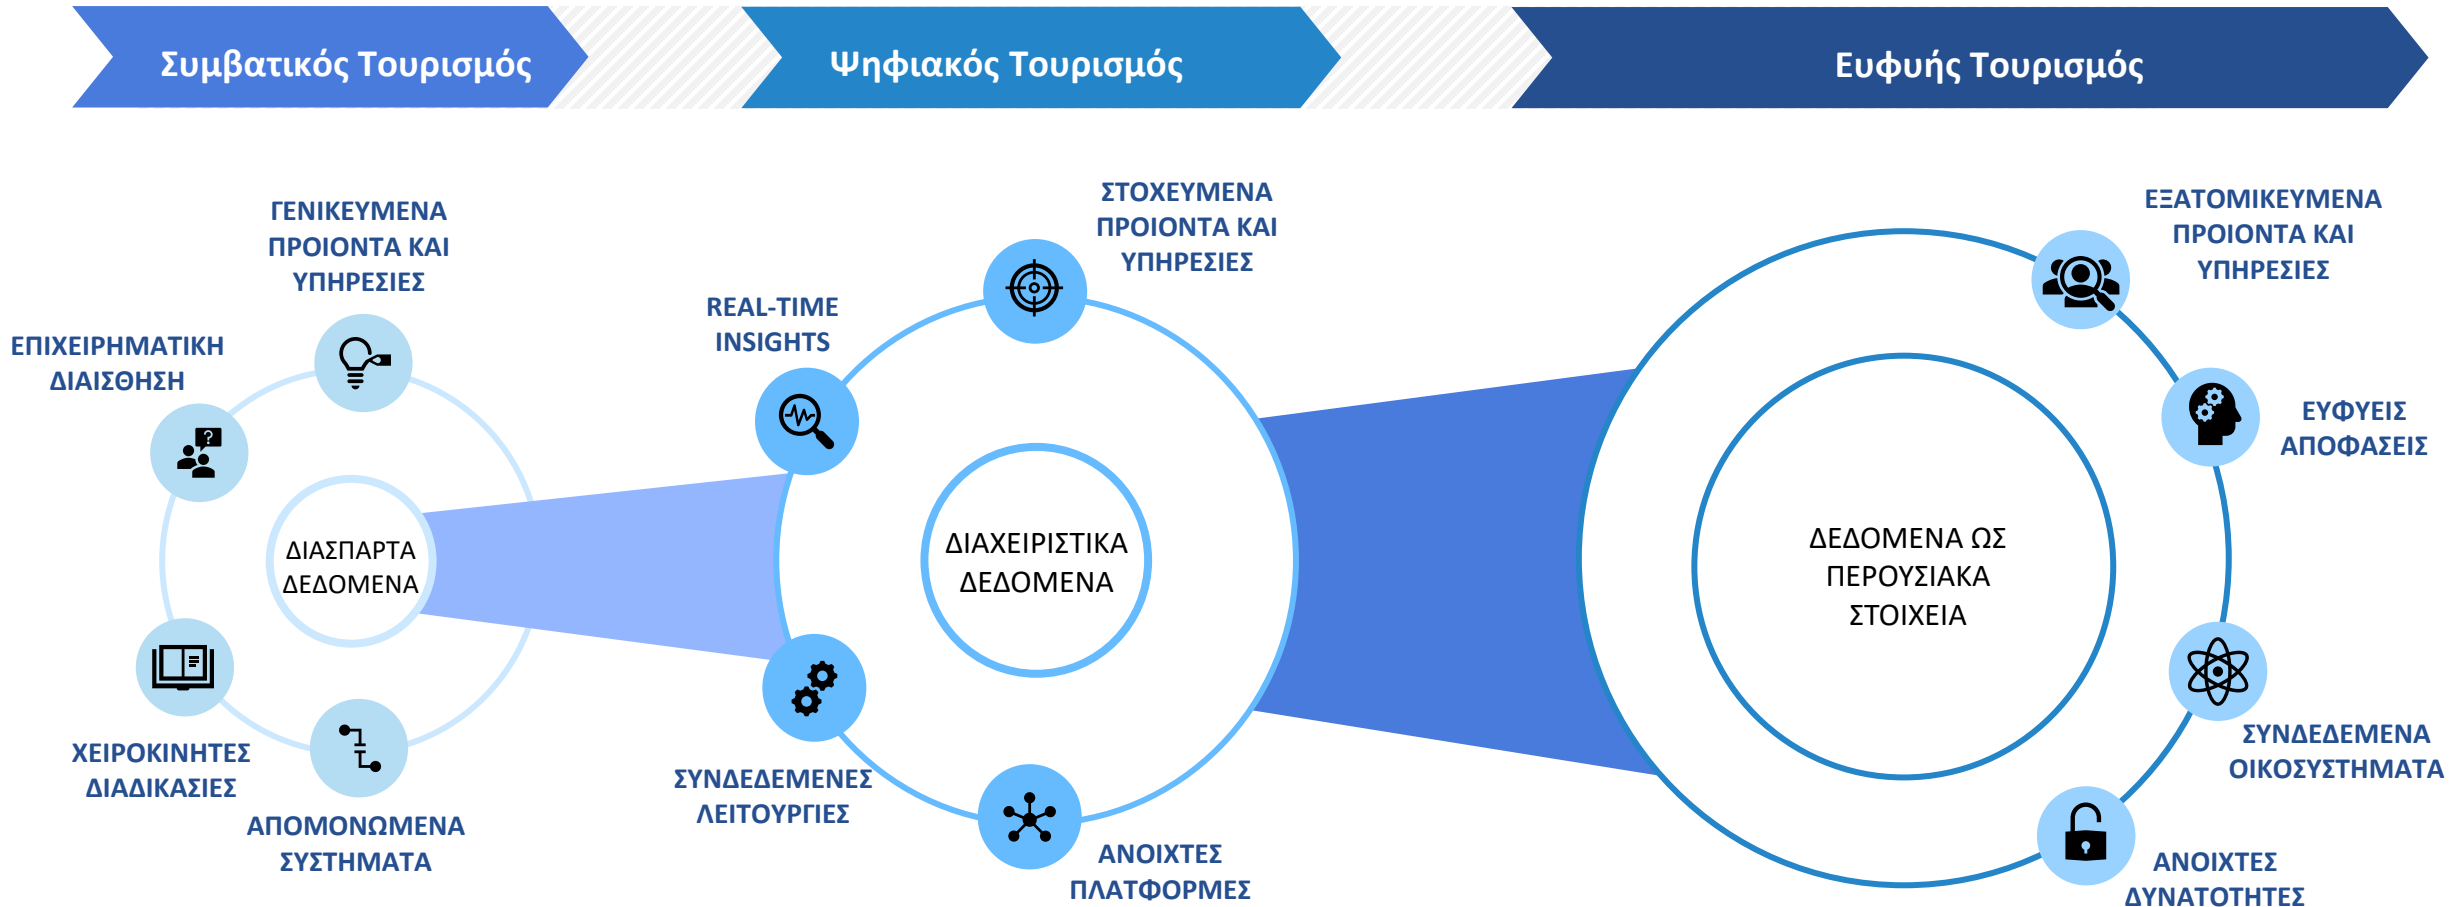 Συμβατικός Τουρισμός
Ψηφιακός Τουρισμός
Ευφυής Τουρισμός
ΓΕΝΙΚΕΥΜΕΝΑ
ΠΡΟΙΟΝΤΑ ΚΑΙ
ΥΠΗΡΕΣΙΕΣ
ΕΠΙΧΕΙΡΗΜΑΤΙΚΗ
ΔΙΑΙΣΘΗΣΗ
ΔΙΑΣΠΑΡΤΑ
ΔΕΔΟΜΕΝΑ
ΧΕΙΡΟΚΙΝΗΤΕΣ
ΔΙΑΔΙΚΑΣΙΕΣ
ΑΠΟΜΟΝΩΜΕΝΑ
ΣΥΣΤΗΜΑΤΑ
ΣΤΟΧΕΥΜΕΝΑ
ΠΡΟΙΟΝΤΑ ΚΑΙ
ΥΠΗΡΕΣΙΕΣ
REAL-TIME
INSIGHTS
ΔΙΑΧΕΙΡΙΣΤΙΚΑ
ΔΕΔΟΜΕΝΑ
ΣΥΝΔΕΔΕΜΕΝΕΣ
ΛΕΙΤΟΥΡΓΙΕΣ
ΑΝΟΙΧΤΕΣ
ΠΛΑΤΦΟΡΜΕΣ
ΕΞΑΤΟΜΙΚΕΥΜΕΝΑ
ΠΡΟΙΟΝΤΑ ΚΑΙ
ΥΠΗΡΕΣΙΕΣ
ΕΥΦΥΕΙΣ
ΑΠΟΦΑΣΕΙΣ
ΔΕΔΟΜΕΝΑ ΩΣ
ΠΕΡΟΥΣΙΑΚΑ
ΣΤΟΙΧΕΙΑ
ΣΥΝΔΕΔΕΜΕΝΑ
ΟΙΚΟΣΥΣΤΗΜΑΤΑ
ΑΝΟΙΧΤΕΣ
ΔΥΝΑΤΟΤΗΤΕΣ